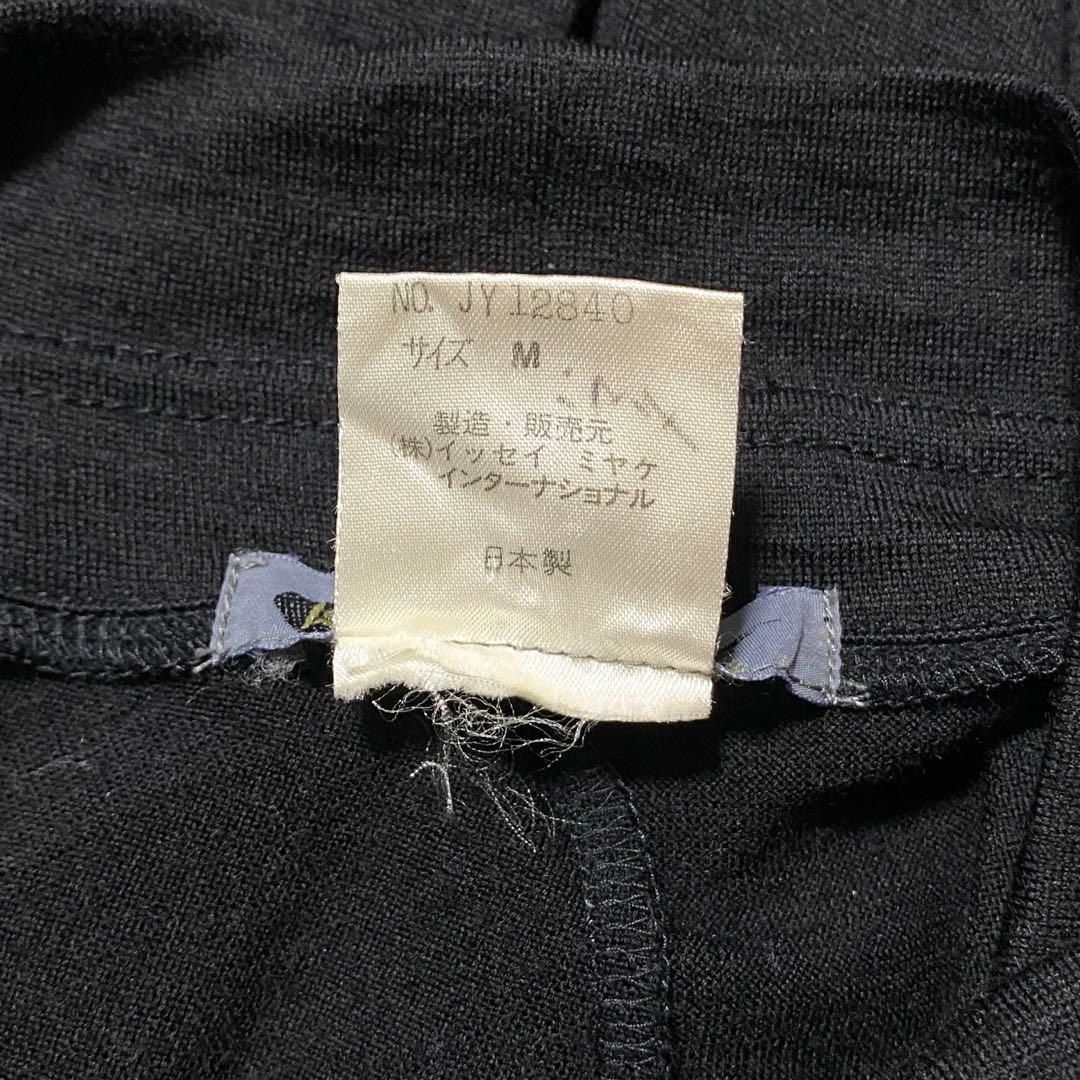 NO. JY12840
サイズ M
製造・販売元
(株)イッセイ ミヤケ
インターナショナル
日本製